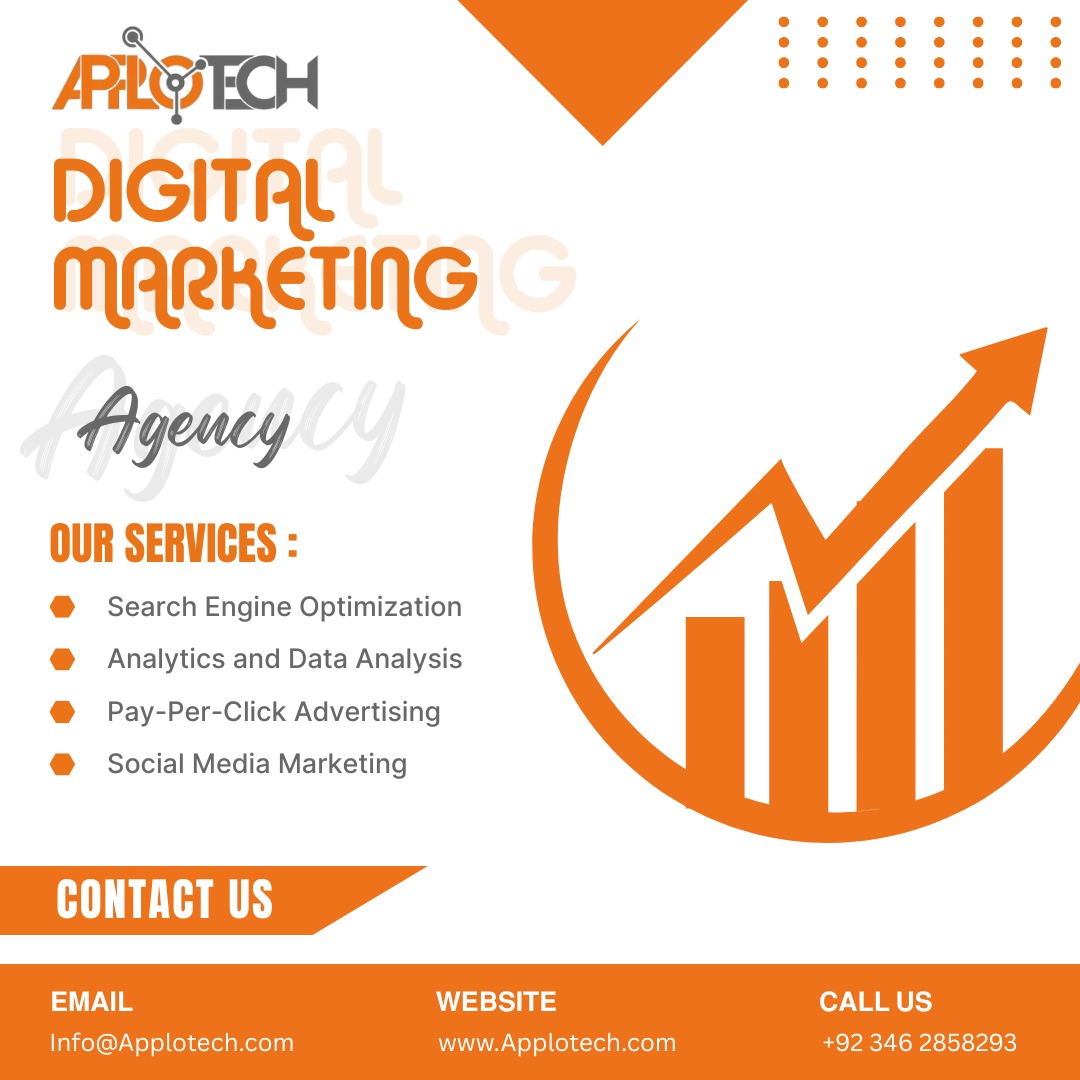 APPLOTECH
DIGITAL
MARKETING
Agency
OUR SERVICES :
Search Engine Optimization
Analytics and Data Analysis
Pay-Per-Click Advertising
Social Media Marketing
CONTACT US
EMAIL
Info@Applotech.com
WEBSITE
www.Applotech.com
CALL US
+92 346 2858293